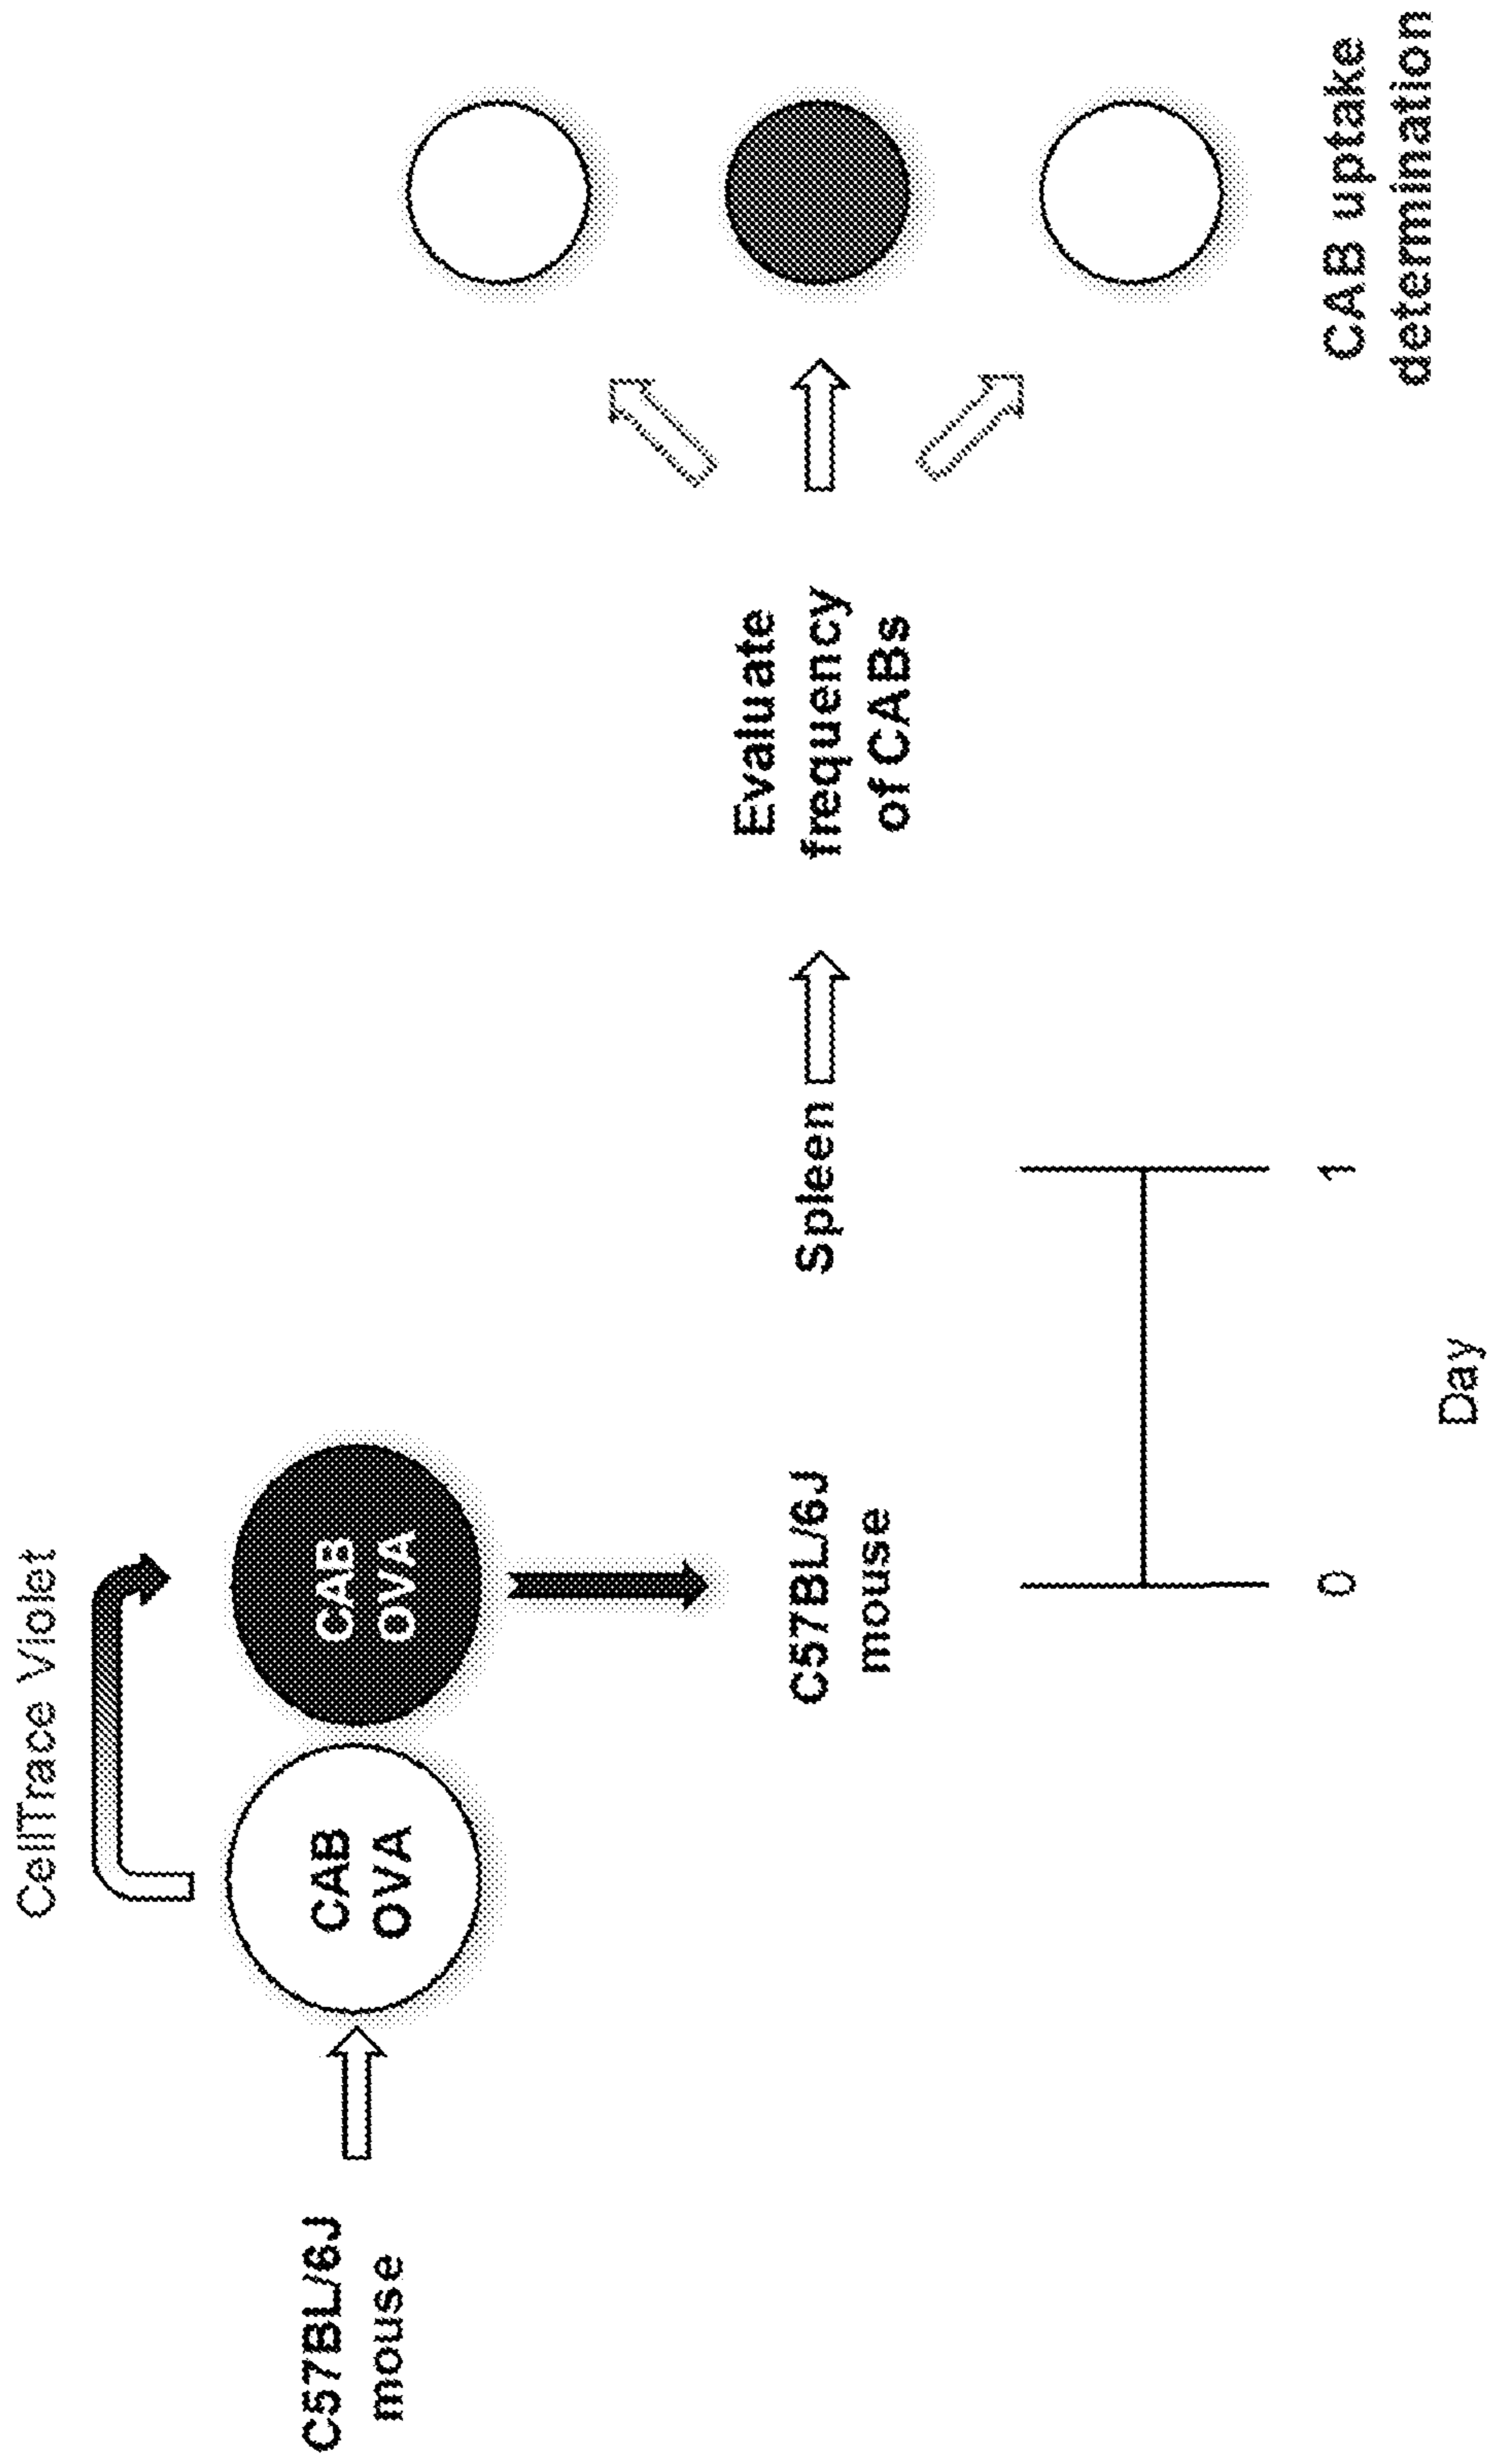 CellTrace Violet
C57BL/6J
mouse
CAB
OVA
CAB
OVA
C57BL/6J
mouse
Spleen
Evaluate
frequency
of CABs
0
1
Day
CAB uptake
determination